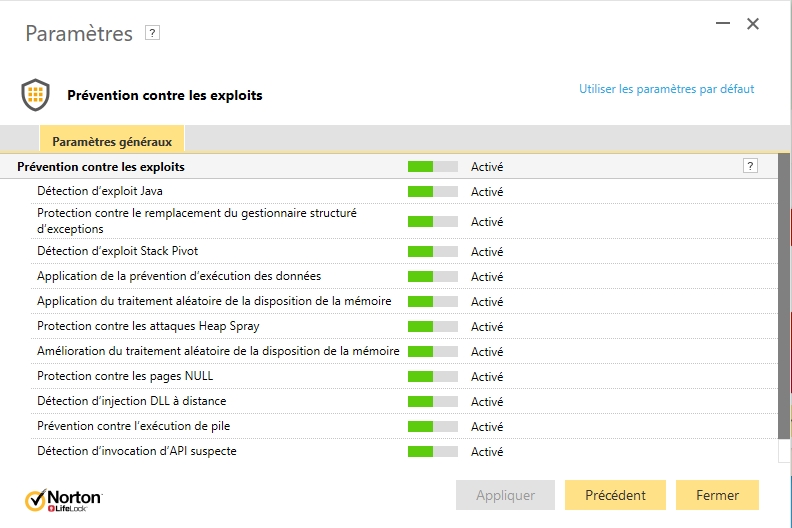 Paramètres ?
Prévention contre les exploits
Utiliser les paramètres par défaut
Paramètres généraux
Prévention contre les exploits Activé ?
Détection d'exploit Java Activé
Protection contre le remplacement du gestionnaire structuré
d'exceptions Activé
Détection d'exploit Stack Pivot Activé
Application de la prévention d'exécution des données Activé
Application du traitement aléatoire de la disposition de la mémoire Activé
Protection contre les attaques Heap Spray Activé
Amélioration du traitement aléatoire de la disposition de la mémoire Activé
Protection contre les pages NULL Activé
Détection d'injection DLL à distance Activé
Prévention contre l'exécution de pile Activé
Détection d'invocation d'API suspecte Activé
Norton
LifeLock
Appliquer Précédent Fermer